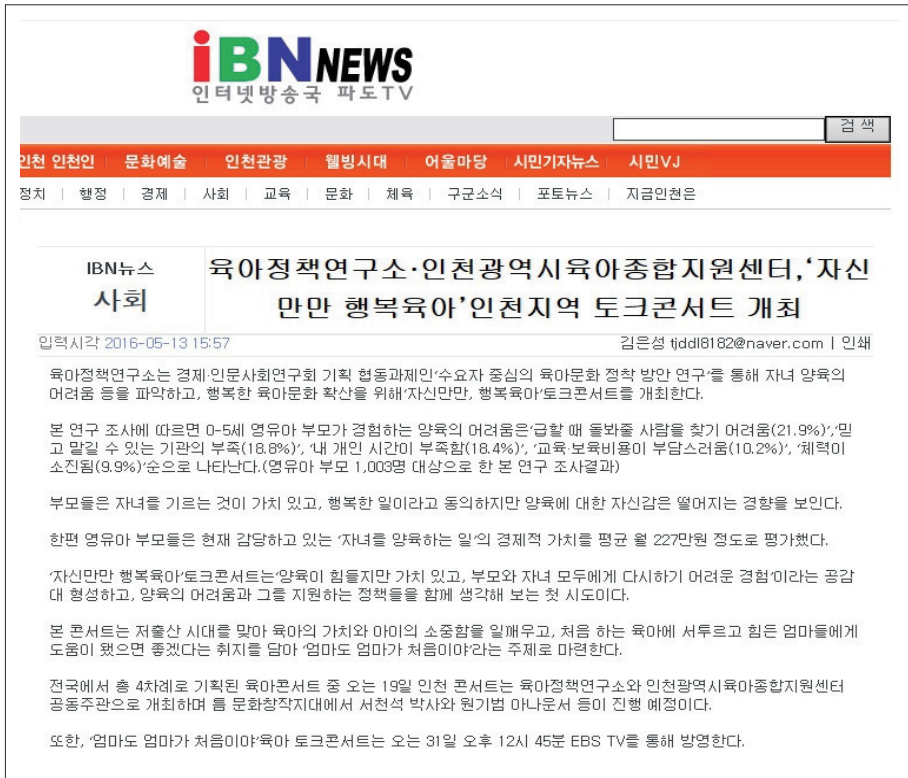 iBN NEWS
인터넷방송국 파도TV
검 색
인천 인천인 문화예술 인천관광 웰빙시대 어울마당 시민기자뉴스 시민VJ
정치 | 행정 | 경제 | 사회 | 교육 | 문화 | 체육 | 구군소식 | 포토뉴스 | 지금인천은
IBN뉴스
사회
육아정책연구소·인천광역시육아종합지원센터,‘자신
만만 행복육아’인천지역 토크콘서트 개최
입력시각 2016-05-13 15:57
김은성 tjddl8182@naver.com | 인쇄
육아정책연구소는 경제·인문사회연구회 기획 협동과제인‘수요자 중심의 육아문화 정착 방안 연구’를 통해 자녀 양육의
어려움 등을 파악하고, 행복한 육아문화 확산을 위해‘자신만만, 행복육아’토크콘서트를 개최한다.
본 연구 조사에 따르면 0-5세 영유아 부모가 경험하는 양육의 어려움은‘급할 때 돌봐줄 사람을 찾기 어려움(21.9%)’,‘믿
고 맡길 수 있는 기관의 부족(18.8%)’, ‘내 개인 시간이 부족함(18.4%)’, ‘교육·보육비용이 부담스러움(10.2%)’, ‘체력이
소진됨(9.9%)’순으로 나타난다.(영유아 부모 1,003명 대상으로 한 본 연구 조사결과)
부모들은 자녀를 기르는 것이 가치 있고, 행복한 일이라고 동의하지만 양육에 대한 자신감은 떨어지는 경향을 보인다.
한편 영유아 부모들은 현재 감당하고 있는 ‘자녀를 양육하는 일’의 경제적 가치를 평균 월 227만원 정도로 평가했다.
‘자신만만 행복육아’토크콘서트는‘양육이 힘들지만 가치 있고, 부모와 자녀 모두에게 다시하기 어려운 경험’이라는 공감
대 형성하고, 양육의 어려움과 그를 지원하는 정책들을 함께 생각해 보는 첫 시도이다.
본 콘서트는 저출산 시대를 맞아 육아의 가치와 아이의 소중함을 일깨우고, 처음 하는 육아에 서투르고 힘든 엄마들에게
도움이 됐으면 좋겠다는 취지를 담아 ‘엄마도 엄마가 처음이야’라는 주제로 마련한다.
전국에서 총 4차례로 기획된 육아콘서트 중 오는 19일 인천 콘서트는 육아정책연구소와 인천광역시육아종합지원센터
공동주관으로 개최하며 틈 문화창작지대에서 서천석 박사와 원기범 아나운서 등이 진행 예정이다.
또한, ‘엄마도 엄마가 처음이야’육아 토크콘서트는 오는 31일 오후 12시 45분 EBS TV를 통해 방영한다.